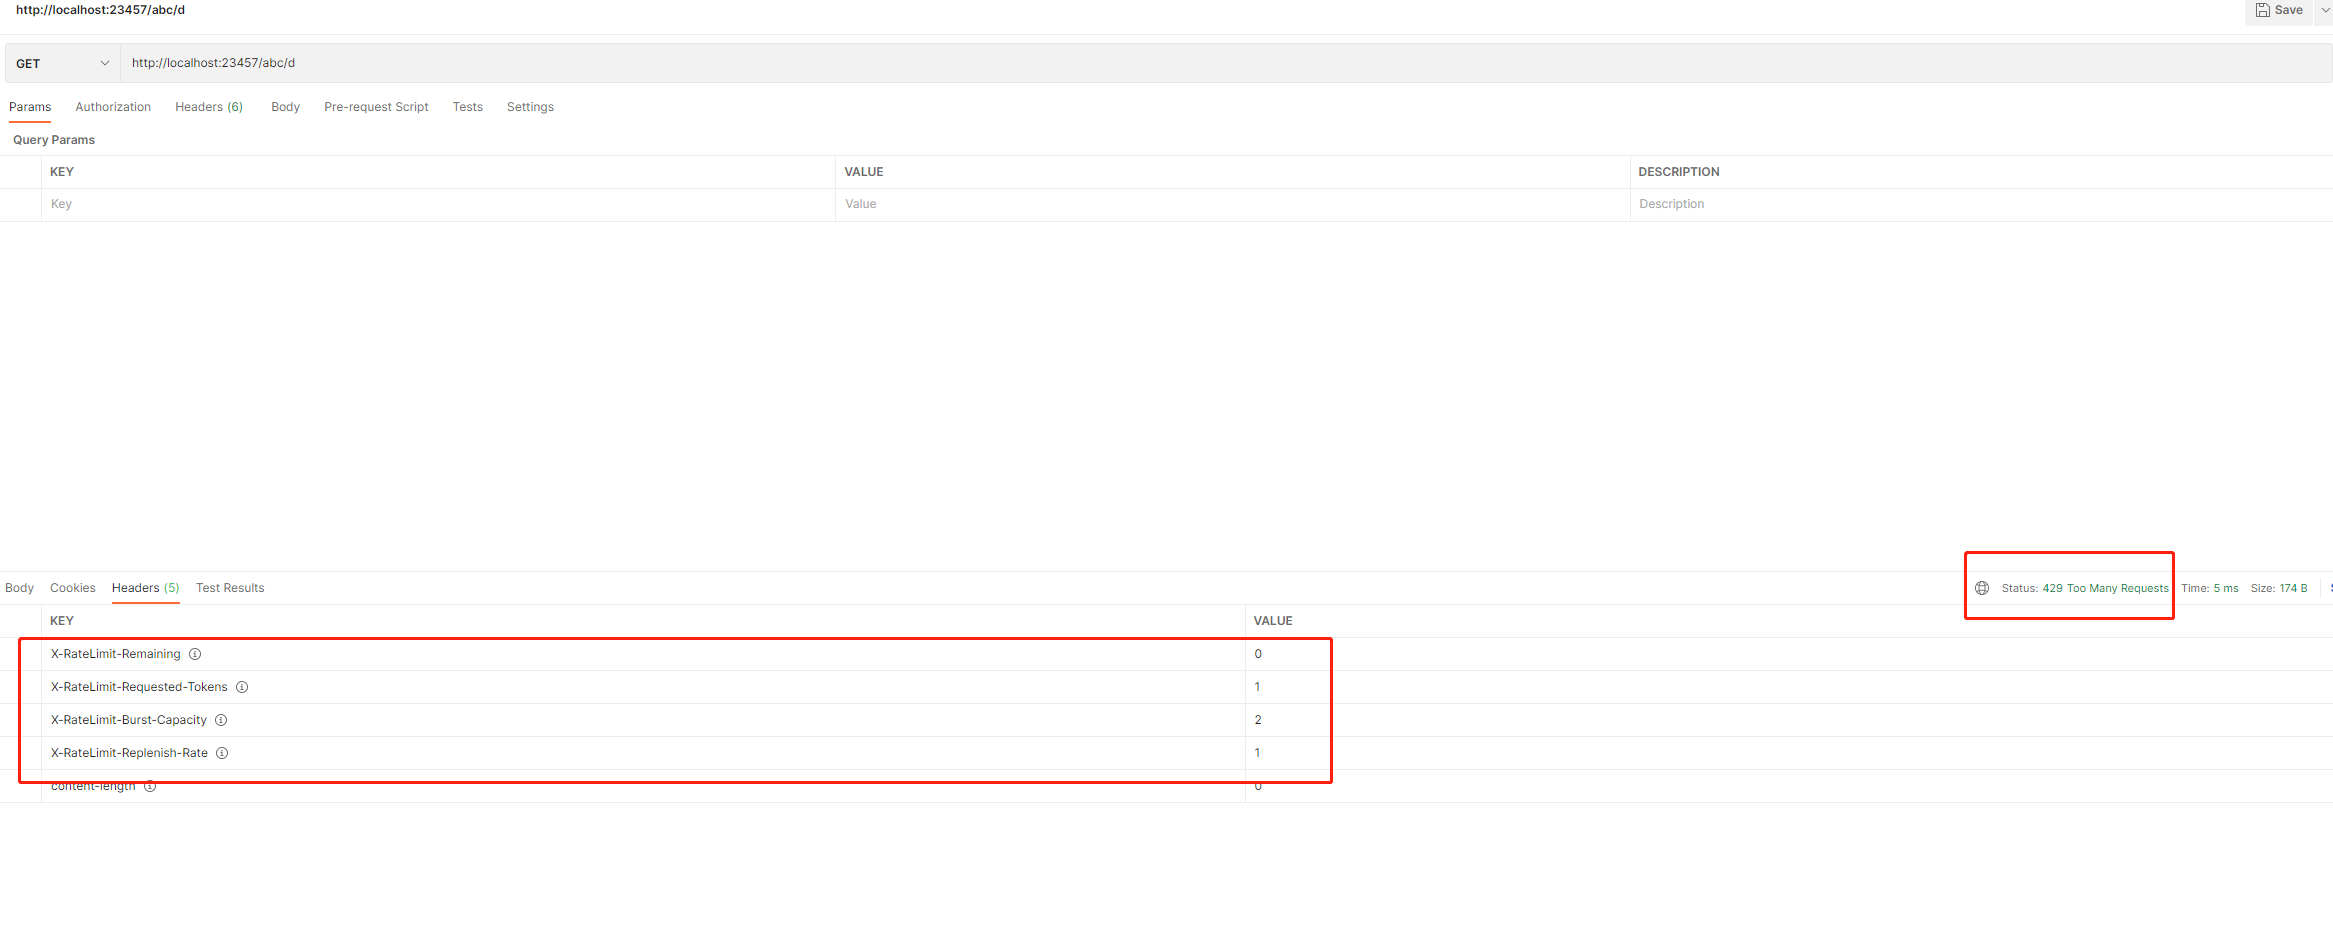 http://localhost:23457/abc/d
Save
GET http://localhost:23457/abc/d
Params Authorization Headers (6) Body Pre-request Script Tests Settings
Query Params
KEY VALUE DESCRIPTION
Key Value Description
Body Cookies Headers (5) Test Results Status: 429 Too Many Requests Time: 5 ms Size: 174 B
KEY VALUE
X-RateLimit-Remaining 0
X-RateLimit-Requested-Tokens 1
X-RateLimit-Burst-Capacity 2
X-RateLimit-Replenish-Rate 1
content-length 0